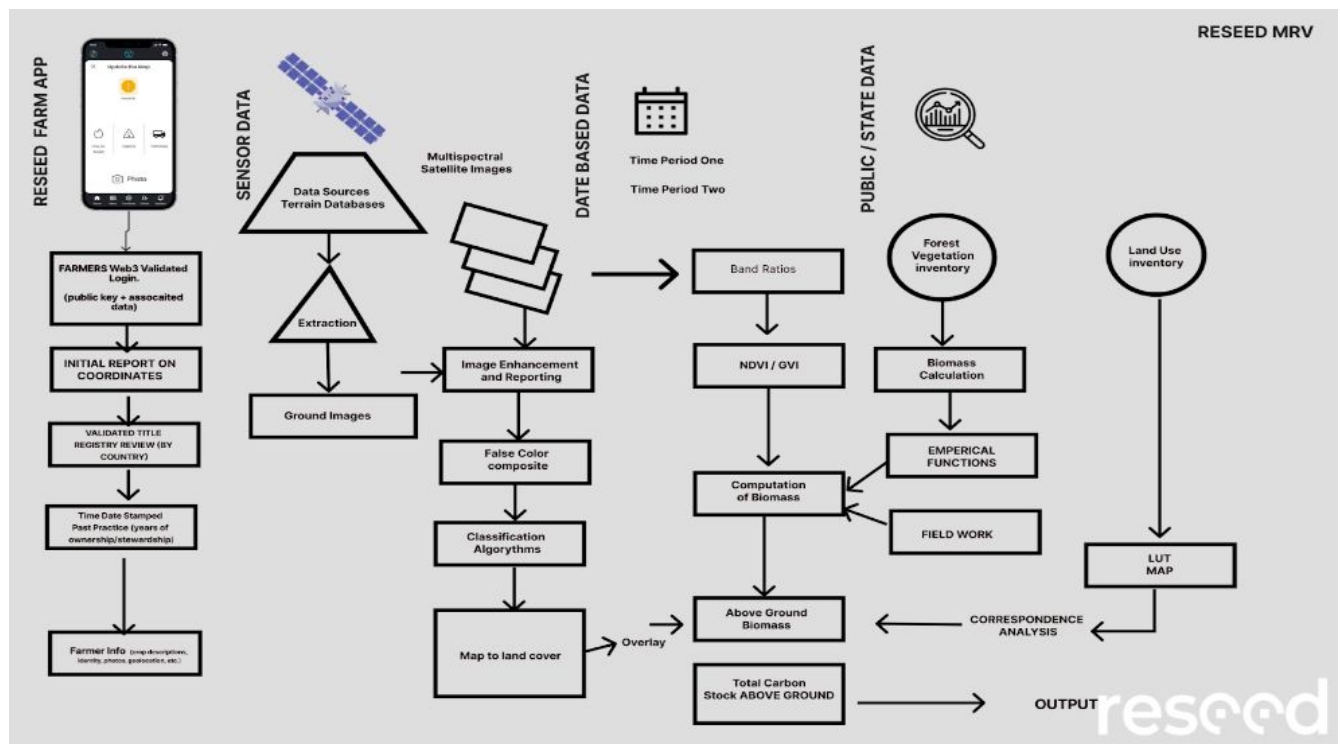 RESEED MRV
RESEED FARM APP
Photo
FARMERS Web3 Validated
Login.
(public key + assocaited
data)
INITIAL REPORT ON
COORDINATES
VALIDATED TITLE
REGISTRY REVIEW (BY
COUNTRY)
Time Date Stamped
Past Practice (years of
ownership/stewardship)
Farmer Info (crop descriptions,
identity, photos, geolocation, etc.)
SENSOR DATA
Data Sources
Terrain Databases
Extraction
Ground Images
Multispectral
Satellite Images
Image Enhancement
and Reporting
False Color
composite
Classification
Algorythms
Map to land cover
Overlay
DATE BASED DATA
Time Period One
Time Period Two
Band Ratios
NDVI / GVI
Computation
of Biomass
Above Ground
Biomass
Total Carbon
Stock ABOVE GROUND
PUBLIC / STATE DATA
Forest
Vegetation
inventory
Biomass
Calculation
EMPERICAL
FUNCTIONS
FIELD WORK
Land Use
inventory
LUT
MAP
CORRESPONDENCE
ANALYSIS
OUTPUT
reseed